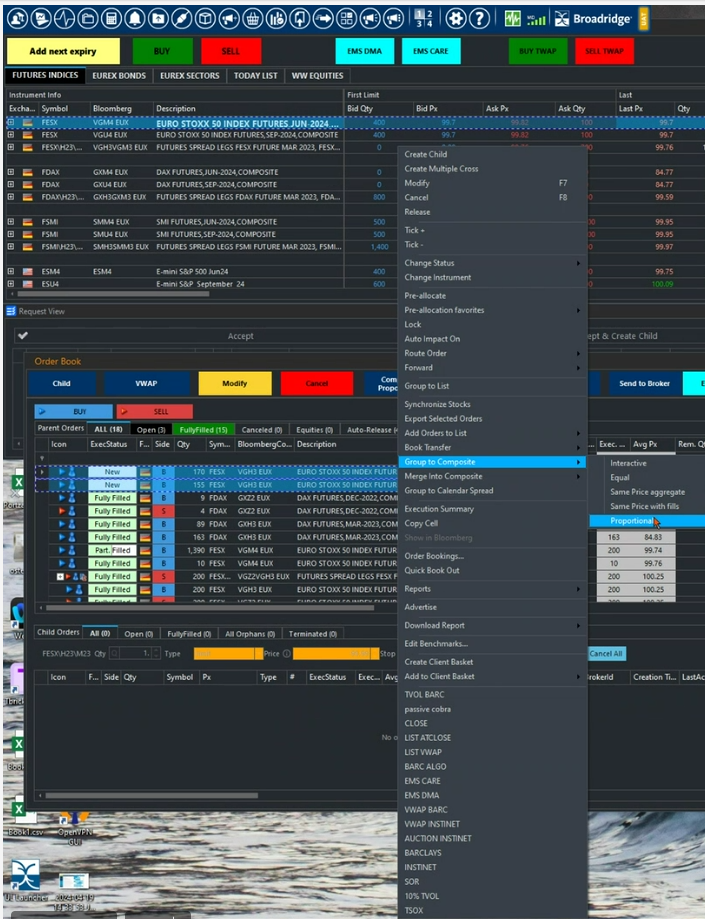 1 2
3 4
MG
Broadridge
UAT
Add next expiry BUY SELL EMS DMA EMS CARE BUY TWAP SELL TWAP
FUTURES INDICES EUREX BONDS EUREX SECTORS TODAY LIST WW EQUITIES
Instrument Info First Limit Last
Excha... Symbol Bloomberg Description Bid Qty Bid Px Ask Px Ask Qty Last Px Qty
FESX VGM4 EUX EURO STOXX 50 INDEX FUTURES,JUN-2024,... 400 99.7 99.82 100 99.7
FESX VGU4 EUX EURO STOXX 50 INDEX FUTURES,SEP-2024,COMPOSITE 400 99.7 99.82 100 99.7
FESX\H23\... VGH3VGM3 EUX FUTURES SPREAD LEGS FESX FUTURE MAR 2023, FESX... 0 99.76 1
FDAX GXM4 EUX DAX FUTURES,JUN-2024,COMPOSITE 0 84.77
FDAX GXU4 EUX DAX FUTURES,SEP-2024,COMPOSITE 0 84.77
FDAX\H23\... GXH3GXM3 EUX FUTURES SPREAD LEGS FDAX FUTURE MAR 2023, FDA... 800 99.59
FSMI SMM4 EUX SMI FUTURES,JUN-2024,COMPOSITE 500 99.95
FSMI SMU4 EUX SMI FUTURES,SEP-2024,COMPOSITE 500 99.95
FSMI\H23\... SMH3SMM3 EUX FUTURES SPREAD LEGS FSMI FUTURE MAR 2023, FSM... 1,400 99.97
ESM4 ESM4 E-mini S&P 500 Jun24 400 99.75
ESU4 E-mini S&P September 24 600 100.09
Request View
Accept ept & Create Child
Order Book
Child VWAP Modify Cancel Com Propo Send to Broker E
BUY SELL
Parent Orders ALL (18) Open (3) FullyFilled (15) Canceled (0) Equities (0) Auto-Release (
Icon ExecStatus F... Side Qty Sym... BloombergCo... Description ... Exec. ... Avg Px Rem. Q
New B 170 FESX... VGH3 EUX EURO STOXX 50 INDEX FUTUR
New B 155 FESX... VGH3 EUX EURO STOXX 50 INDEX FUTUR
Fully Filled B 9 FDAX GXZ2 EUX DAX FUTURES,DEC-2022,COM
Fully Filled S 4 FDAX GXZ2 EUX DAX FUTURES,DEC-2022,COM
Fully Filled B 89 FDAX GXH3 EUX DAX FUTURES,MAR-2023,COM
Fully Filled B 163 FDAX GXH3 EUX DAX FUTURES,MAR-2023,COM 163 84.83
Part. Filled B 1,390 FESX... VGM4 EUX EURO STOXX 50 INDEX FUTUR 200 99.74
Fully Filled B 10 FESX... VGM4 EUX EURO STOXX 50 INDEX FUTUR 10 99.76
Fully Filled S 200 FESX... VGZ2VGH3 EUX FUTURES SPREAD LEGS FESX F 200 100.25
Fully Filled B 200 FESX... VGH3 EUX EURO STOXX 50 INDEX FUTUR 200 100.25
Create Child
Create Multiple Cross
Modify F7
Cancel F8
Release
Tick +
Tick -
Change Status
Change Instrument
Pre-allocate
Pre-allocation favorites
Lock
Auto Impact On
Route Order
Forward
Group to List
Synchronize Stocks
Export Selected Orders
Add Orders to List
Book Transfer
Group to Composite
Merge into Composite
Group to Calendar Spread
Execution Summary
Copy Cell
Show in Bloomberg
Order Bookings...
Quick Book Out
Reports
Advertise
Download Report
Edit Benchmarks...
Create Client Basket
Add to Client Basket
TVOL BARC
passive cobra
CLOSE
LIST ATCLOSE
LIST VWAP
BARC ALGO
EMS CARE
EMS DMA
VWAP BARC
VWAP INSTINET
AUCTION INSTINET
BARCLAYS
INSTINET
SOR
10% TVOL
TSOX
Interactive
Equal
Same Price aggregate
Same Price with fills
Proportional
Child Orders All (0) Open (0) FullyFilled (0) All Orphans (0) Terminated (0)
FESX\H23\M23 Qty 1. Type Price Stop Cancel All
Icon F... Side Qty Symbol Px Type # ExecStatus Exec... Avg rokerId Creation Ti... LastAc
No o
Book1.csv OpenVPN GUI
UL Launcher 2024-04-19